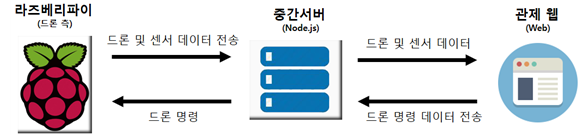 라즈베리파이
(드론 측)
중간서버
(Node.js)
관제 웹
(Web)
드론 및 센서 데이터 전송
드론 및 센서 데이터
드론 명령
드론 명령 데이터 전송